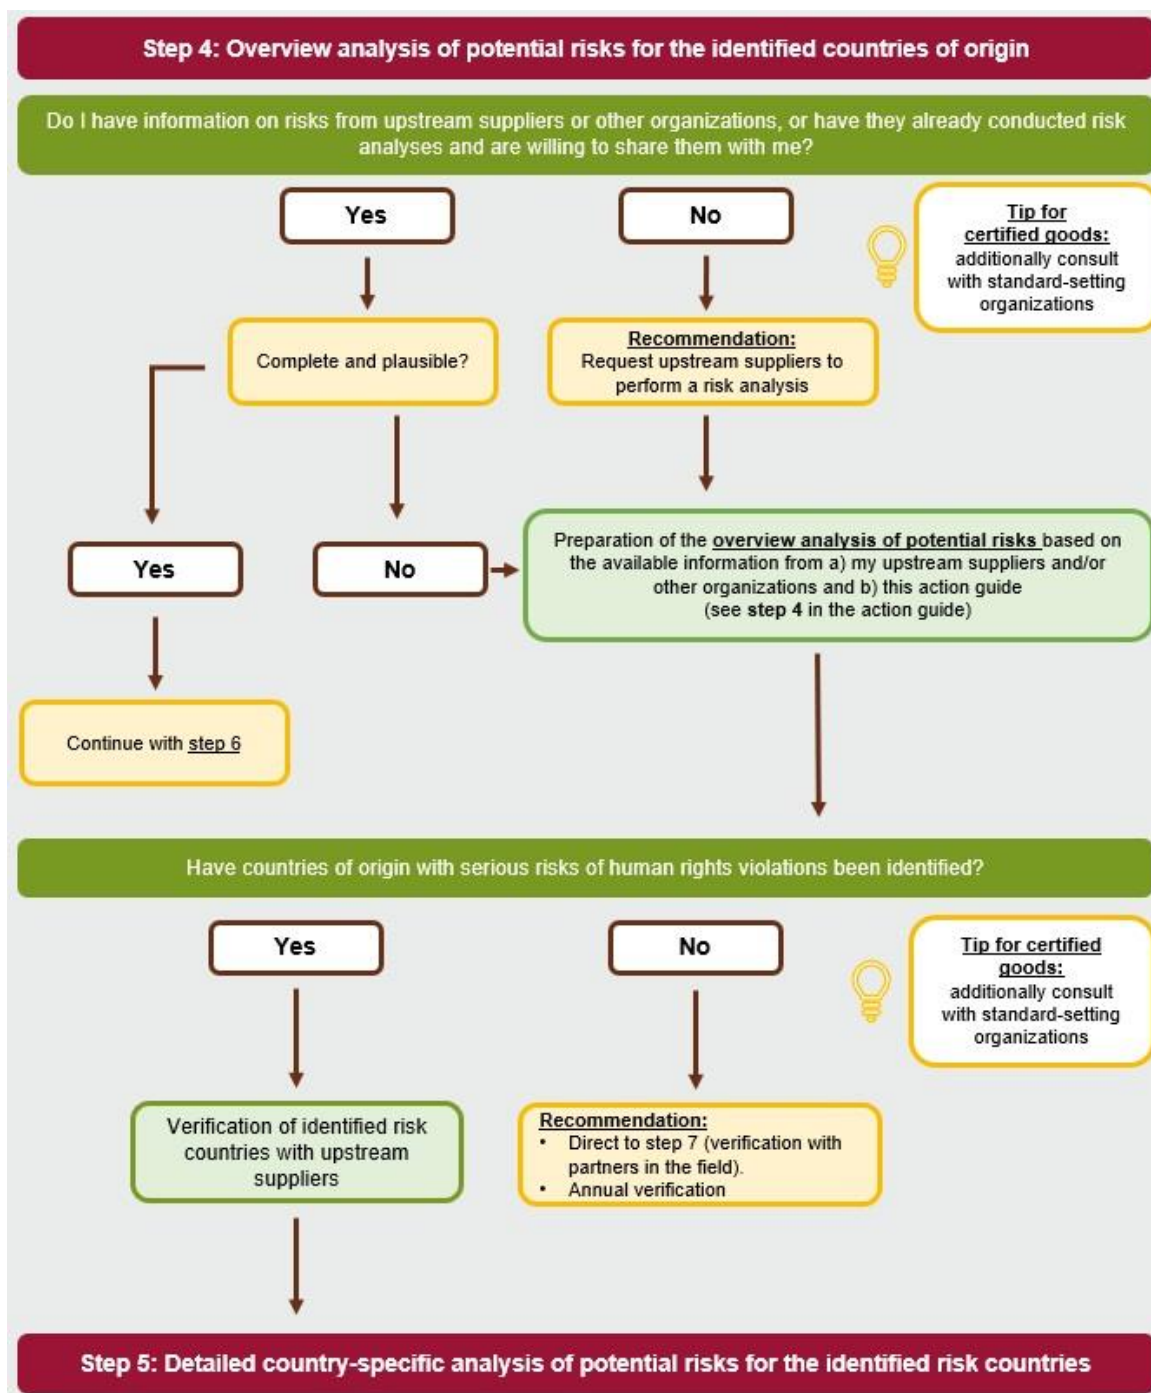 Step 4: Overview analysis of potential risks for the identified countries of origin
Do I have information on risks from upstream suppliers or other organizations, or have they already conducted risk
analyses and are willing to share them with me?
Yes
No
Tip for
certified goods:
additionally consult
with standard-setting
organizations
Complete and plausible?
Recommendation:
Request upstream suppliers to
perform a risk analysis
Yes
No
Preparation of the overview analysis of potential risks based on
the available information from a) my upstream suppliers and/or
other organizations and b) this action guide
(see step 4 in the action guide)
Continue with step 6
Have countries of origin with serious risks of human rights violations been identified?
Yes
No
Tip for certified
goods:
additionally consult
with standard-setting
organizations
Verification of identified risk
countries with upstream
suppliers
Recommendation:
• Direct to step 7 (verification with
partners in the field).
• Annual verification
Step 5: Detailed country-specific analysis of potential risks for the identified risk countries